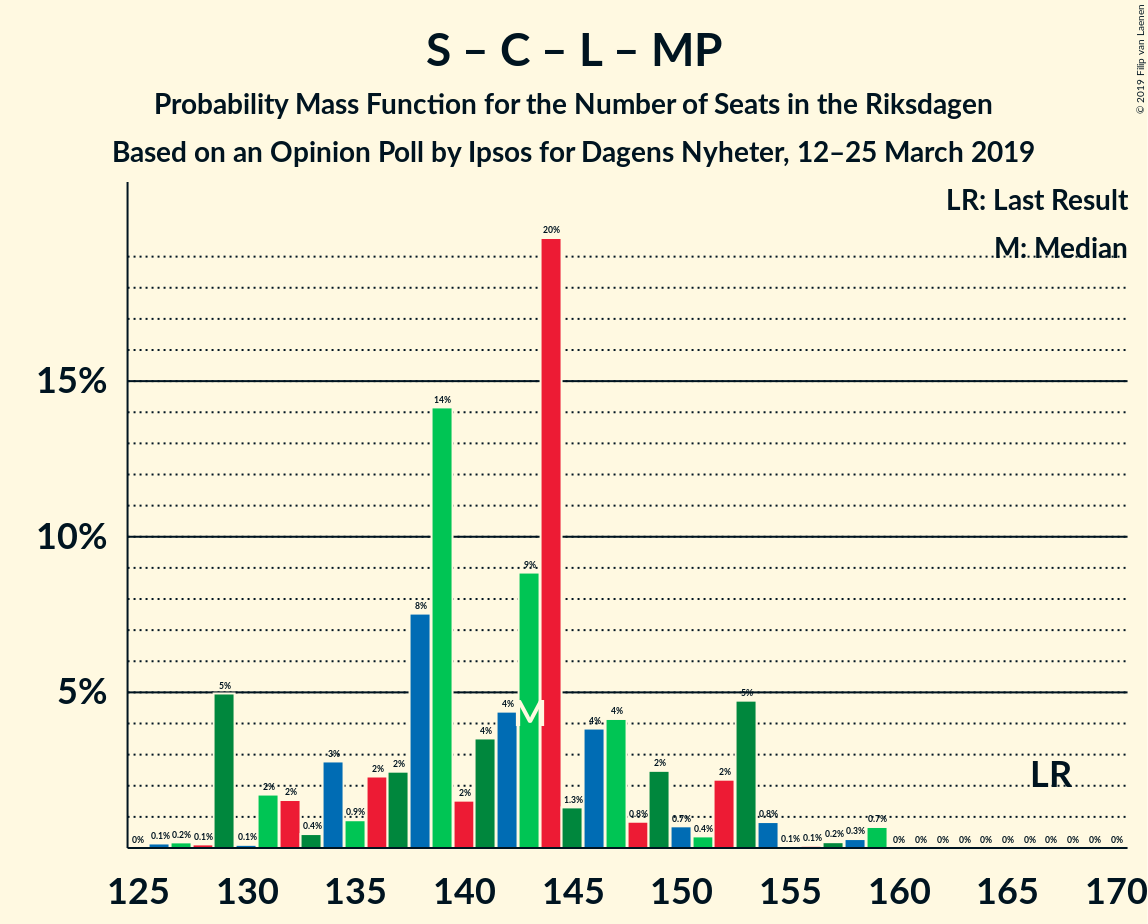 S – C – L – MP
Probability Mass Function for the Number of Seats in the Riksdagen
Based on an Opinion Poll by Ipsos for Dagens Nyheter, 12–25 March 2019
© 2019 Filip van Laenen
LR: Last Result
M: Median
15%
10%
5%
0% 0.1% 0.2% 0.1% 5% 0.1% 2% 2% 0.4% 3% 0.9% 2% 2% 8% 14% 2% 4% 4% 9% 20% 1.3% 4% 4% 0.8% 2% 0.7% 0.4% 2% 5% 0.8% 0.1% 0.1% 0.2% 0.3% 0.7% 0% 0% 0% 0% 0% 0% 0% 0% 0% 0% 0%
M
LR
125 130 135 140 145 150 155 160 165 170